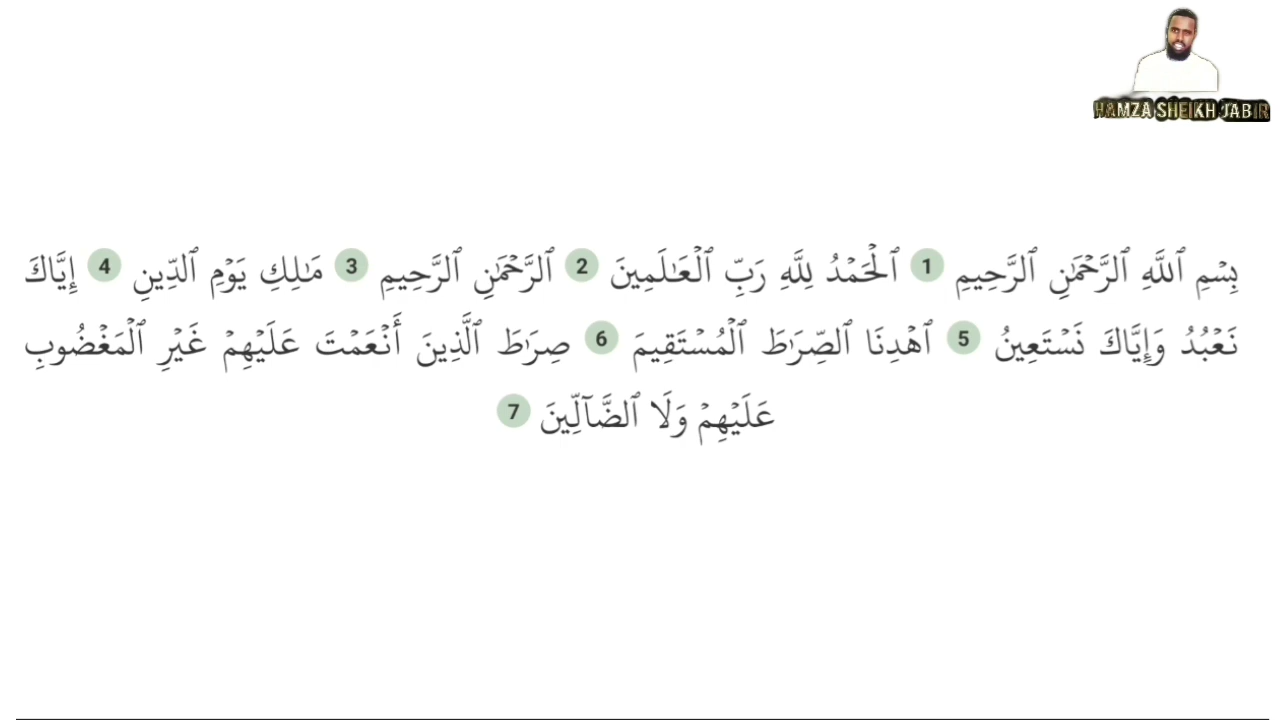 HAMZA SHEIKH JABIR
بِسۡمِ ٱللَّهِ ٱلرَّحۡمَٰنِ ٱلرَّحِيمِ 1 ٱلۡحَمۡدُ لِلَّهِ رَبِّ ٱلۡعَٰلَمِينَ 2 ٱلرَّحۡمَٰنِ ٱلرَّحِيمِ 3 مَٰلِكِ يَوۡمِ ٱلدِّينِ 4 إِيَّاكَ
نَعۡبُدُ وَإِيَّاكَ نَسۡتَعِينُ 5 ٱهۡدِنَا ٱلصِّرَٰطَ ٱلۡمُسۡتَقِيمَ 6 صِرَٰطَ ٱلَّذِينَ أَنۡعَمۡتَ عَلَيۡهِمۡ غَيۡرِ ٱلۡمَغۡضُوبِ
عَلَيۡهِمۡ وَلَا ٱلضَّآلِّينَ 7